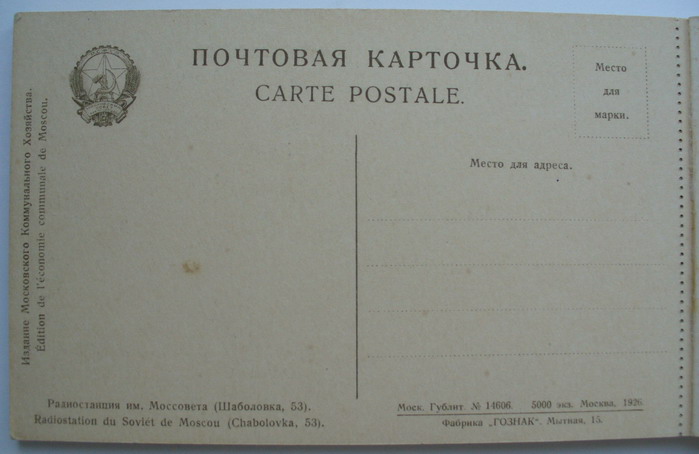 ПОЧТОВАЯ КАРТОЧКА.
CARTE POSTALE.
Место
для
марки.
Место для адреса.
Издание Московского Коммунального Хозяйства.
Édition de l'économie communale de Moscou.
Радиостанция им. Моссовета (Шаболовка, 53).
Radiostation du Soviet de Moscou (Chabolovka, 53).
Моск. Гублит. № 14606. 5000 экз. Москва, 1926
Фабрика „ГОЗНАК“. Мытная, 15.